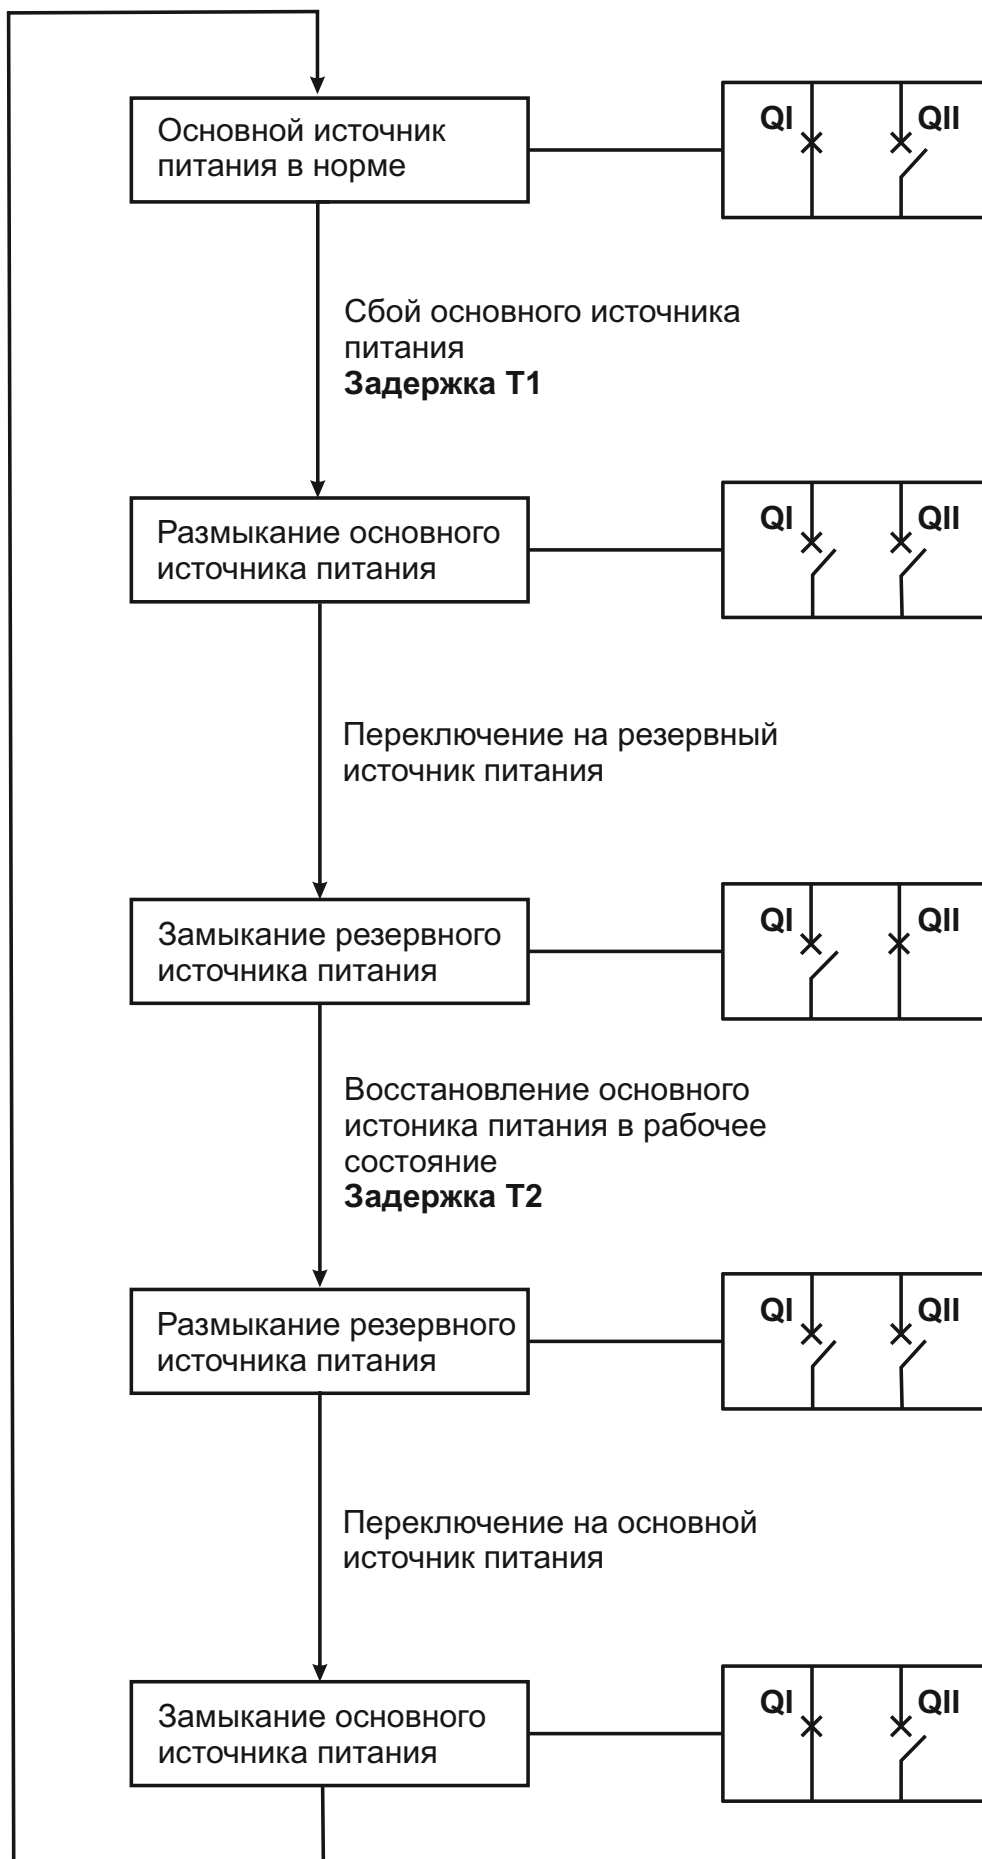 Основной источник
питания в норме
QI
QII
Сбой основного источника
питания
Задержка T1
Размыкание основного
источника питания
QI
QII
Переключение на резервный
источник питания
Замыкание резервного
источника питания
QI
QII
Восстановление основного
истоника питания в рабочее
состояние
Задержка T2
Размыкание резервного
источника питания
QI
QII
Переключение на основной
источник питания
Замыкание основного
источника питания
QI
QII